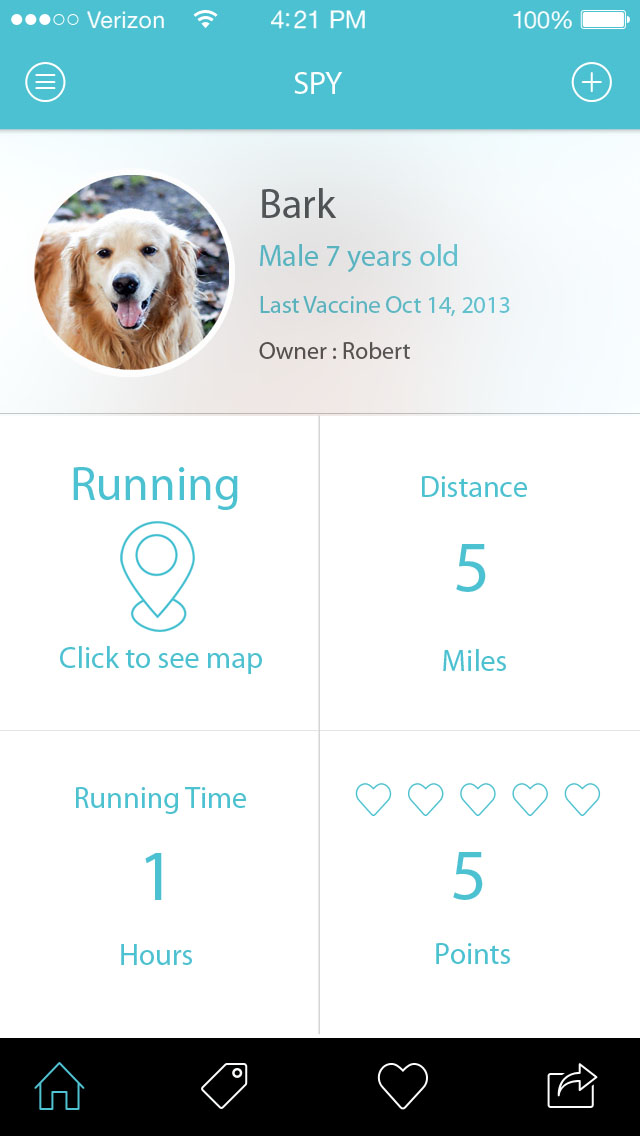 Verizon 4:21 PM 100%
SPY
Bark
Male 7 years old
Last Vaccine Oct 14, 2013
Owner : Robert
Running
Click to see map
Distance
5
Miles
Running Time
1
Hours
5
Points